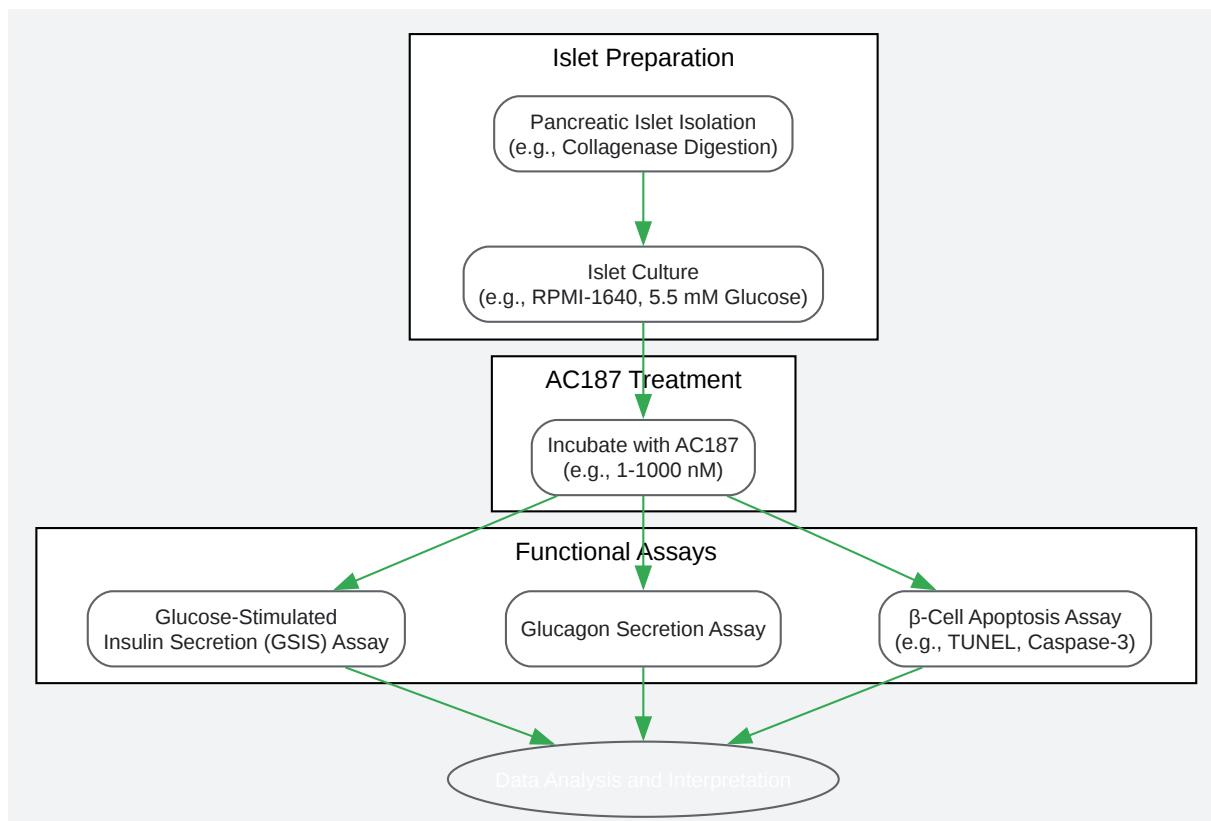 Islet Preparation
Pancreatic Islet Isolation
(e.g., Collagenase Digestion)
Islet Culture
(e.g., RPMI-1640, 5.5 mM Glucose)
AC187 Treatment
Incubate with AC187
(e.g., 1-1000 nM)
Functional Assays
Glucose-Stimulated
Insulin Secretion (GSIS) Assay
Glucagon Secretion Assay
β-Cell Apoptosis Assay
(e.g., TUNEL, Caspase-3)
Data Analysis and Interpretation